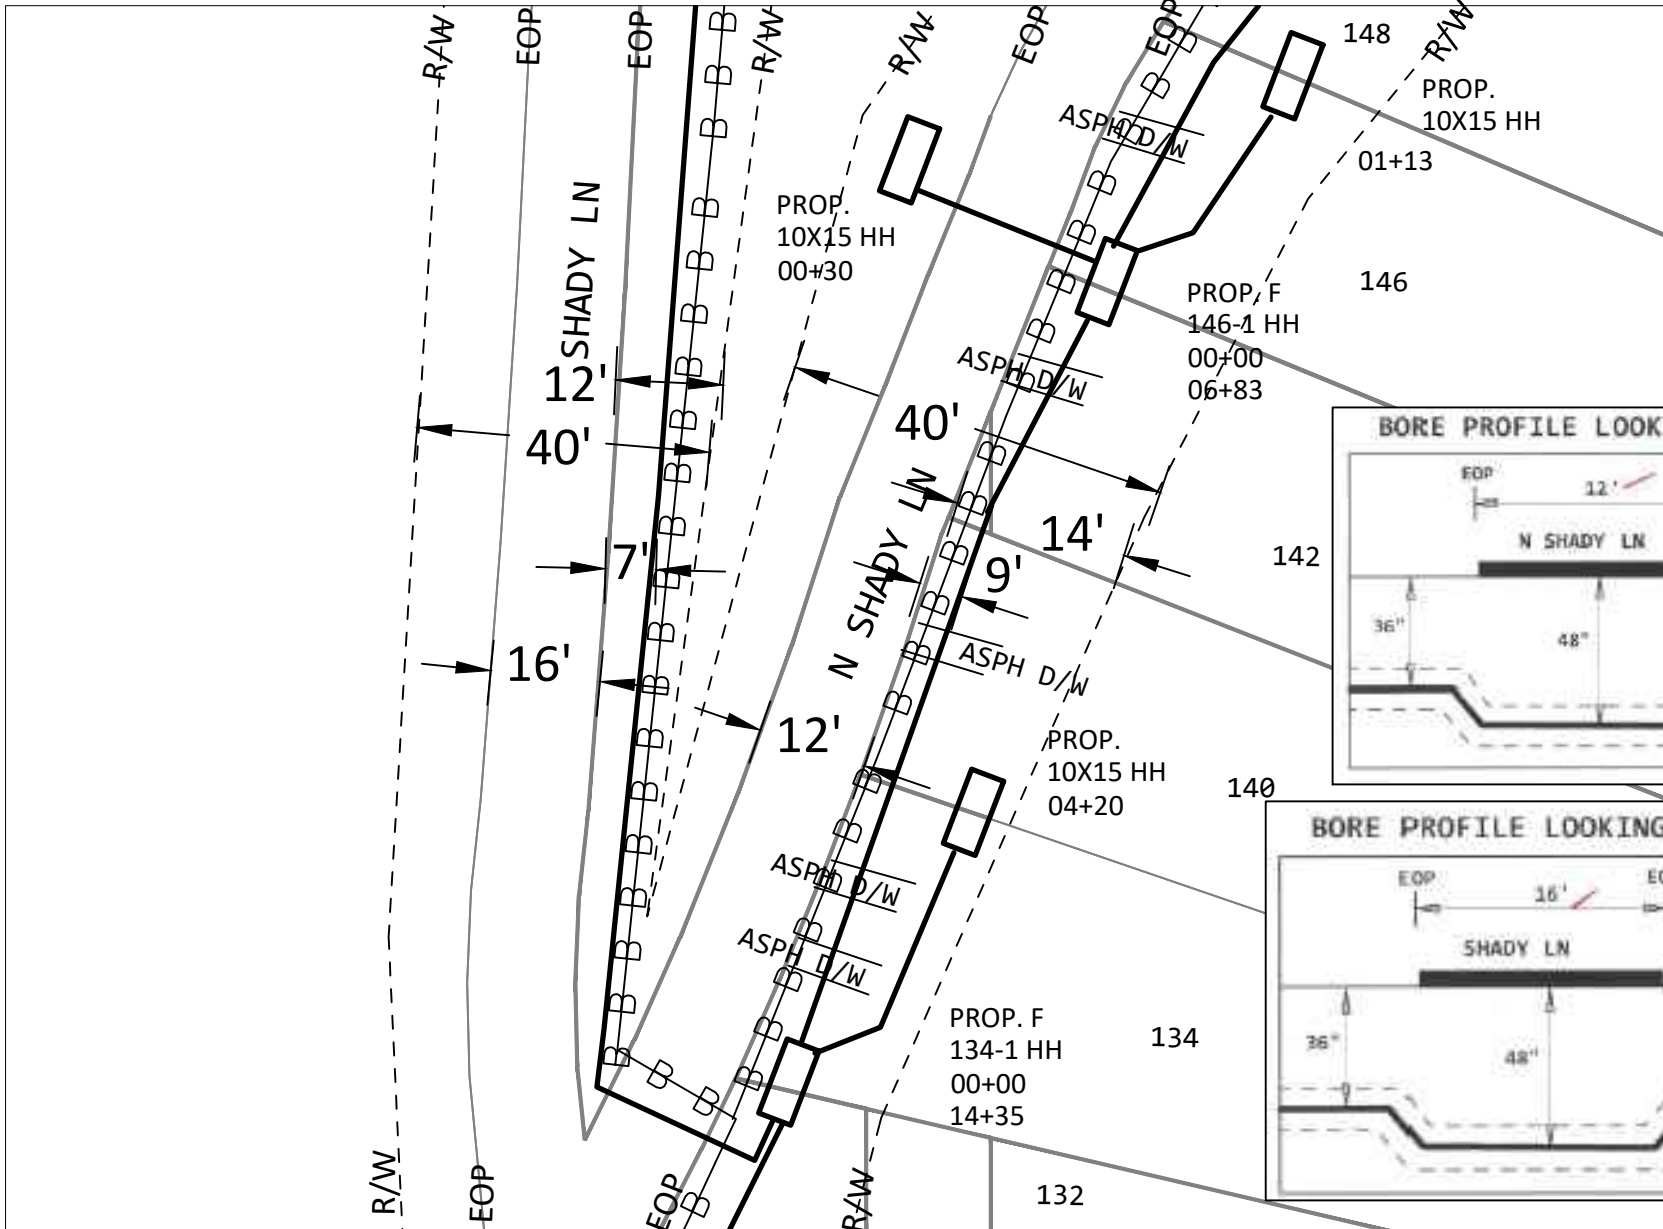 R/W
EOP
EOP
R/W
R/W
EOP
EOP
148
R/W
PROP.
10X15 HH
01+13
ASPH D/W
SHADY LN
PROP.
10X15 HH
00+30
146
PROP. F
146-1 HH
00+00
06+83
ASPH D/W
12'
40'
40'
N SHADY LN
14'
142
7'
9'
16'
ASPH D/W
12'
PROP.
10X15 HH
04+20
140
ASPH D/W
ASPH D/W
PROP. F
134-1 HH
00+00
14+35
134
132
R/W
EOP
EOP
R/W
B B B B B B B B B B B B B B B B B B B B B
B B
B B B B B B B B B B B B B B B B B B B B B B B
BORE PROFILE LOOK
EOP
12'
N SHADY LN
36"
48"
BORE PROFILE LOOKING
EOP
16'
SHADY LN
36"
48"